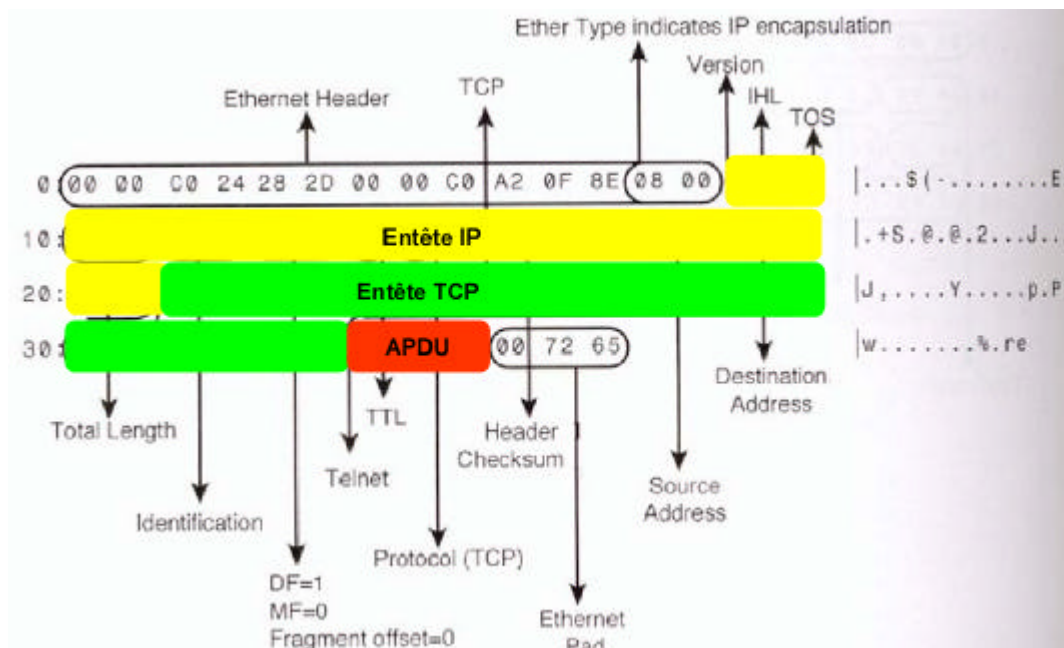 Ether Type indicates IP encapsulation
Version
TCP
IHL
Ethernet Header
TOS
0: 00 00 C0 24 28 2D 00 00 C0 A2 0F 8E 08 00 |...$(-........E
10: Entête IP |.+S.@.@.2...J..
20: Entête TCP |J,.....Y.....p.P
30: APDU 00 72 65 |w.......%.re
Destination
Address
Total Length
TTL
Header
Checksum
Telnet
Source
Address
Identification
Protocol (TCP)
DF=1
MF=0
Fragment offset=0
Ethernet
Pad